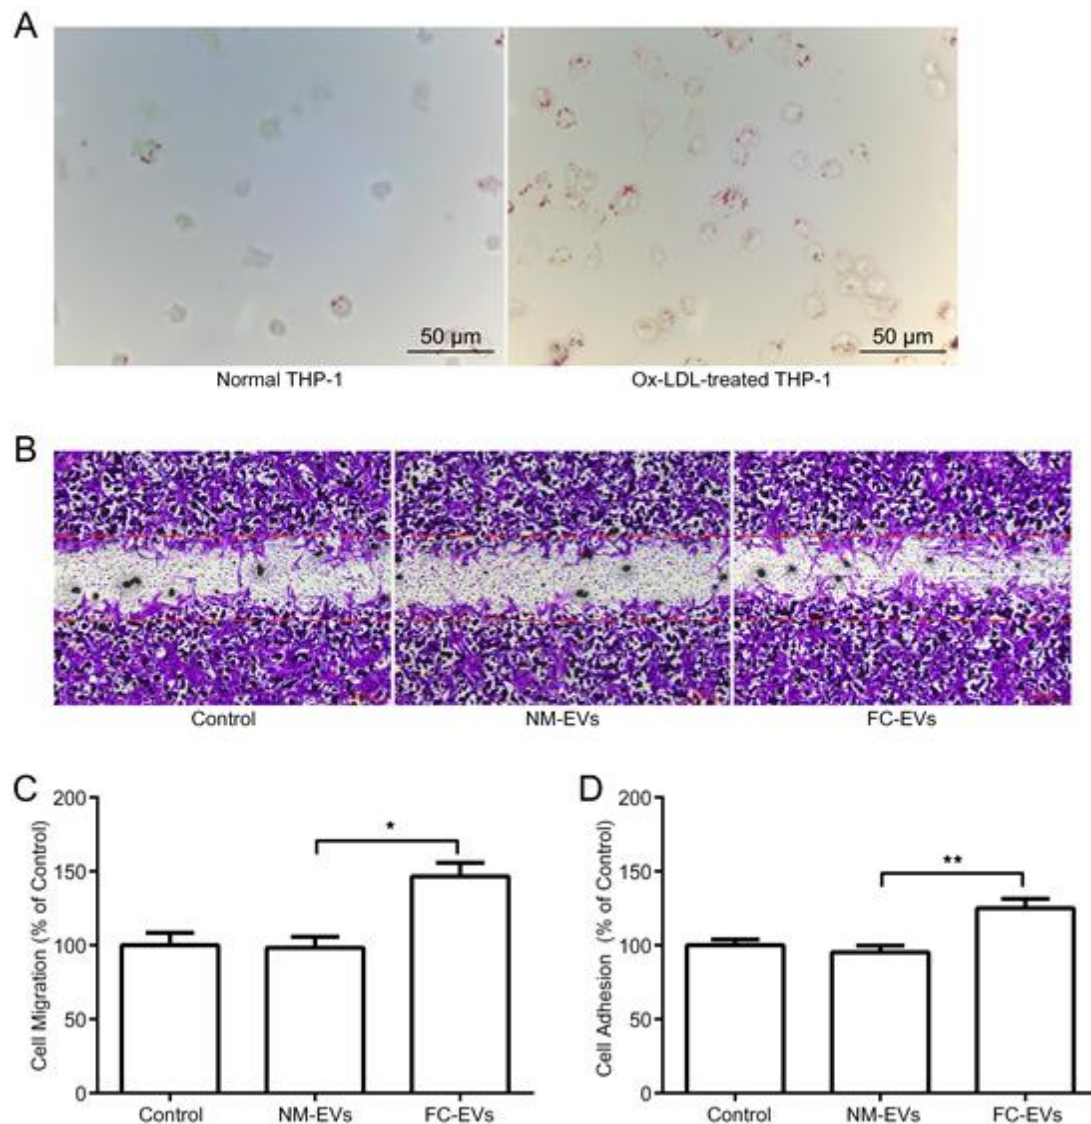 A
50 µm
50 µm
Normal THP-1
Ox-LDL-treated THP-1
B
Control
NM-EVs
FC-EVs
C
D
Cell Migration (% of Control)
200
150
100
50
0
*
Control
NM-EVs
FC-EVs
Cell Adhesion (% of Control)
200
150
100
50
0
**
Control
NM-EVs
FC-EVs